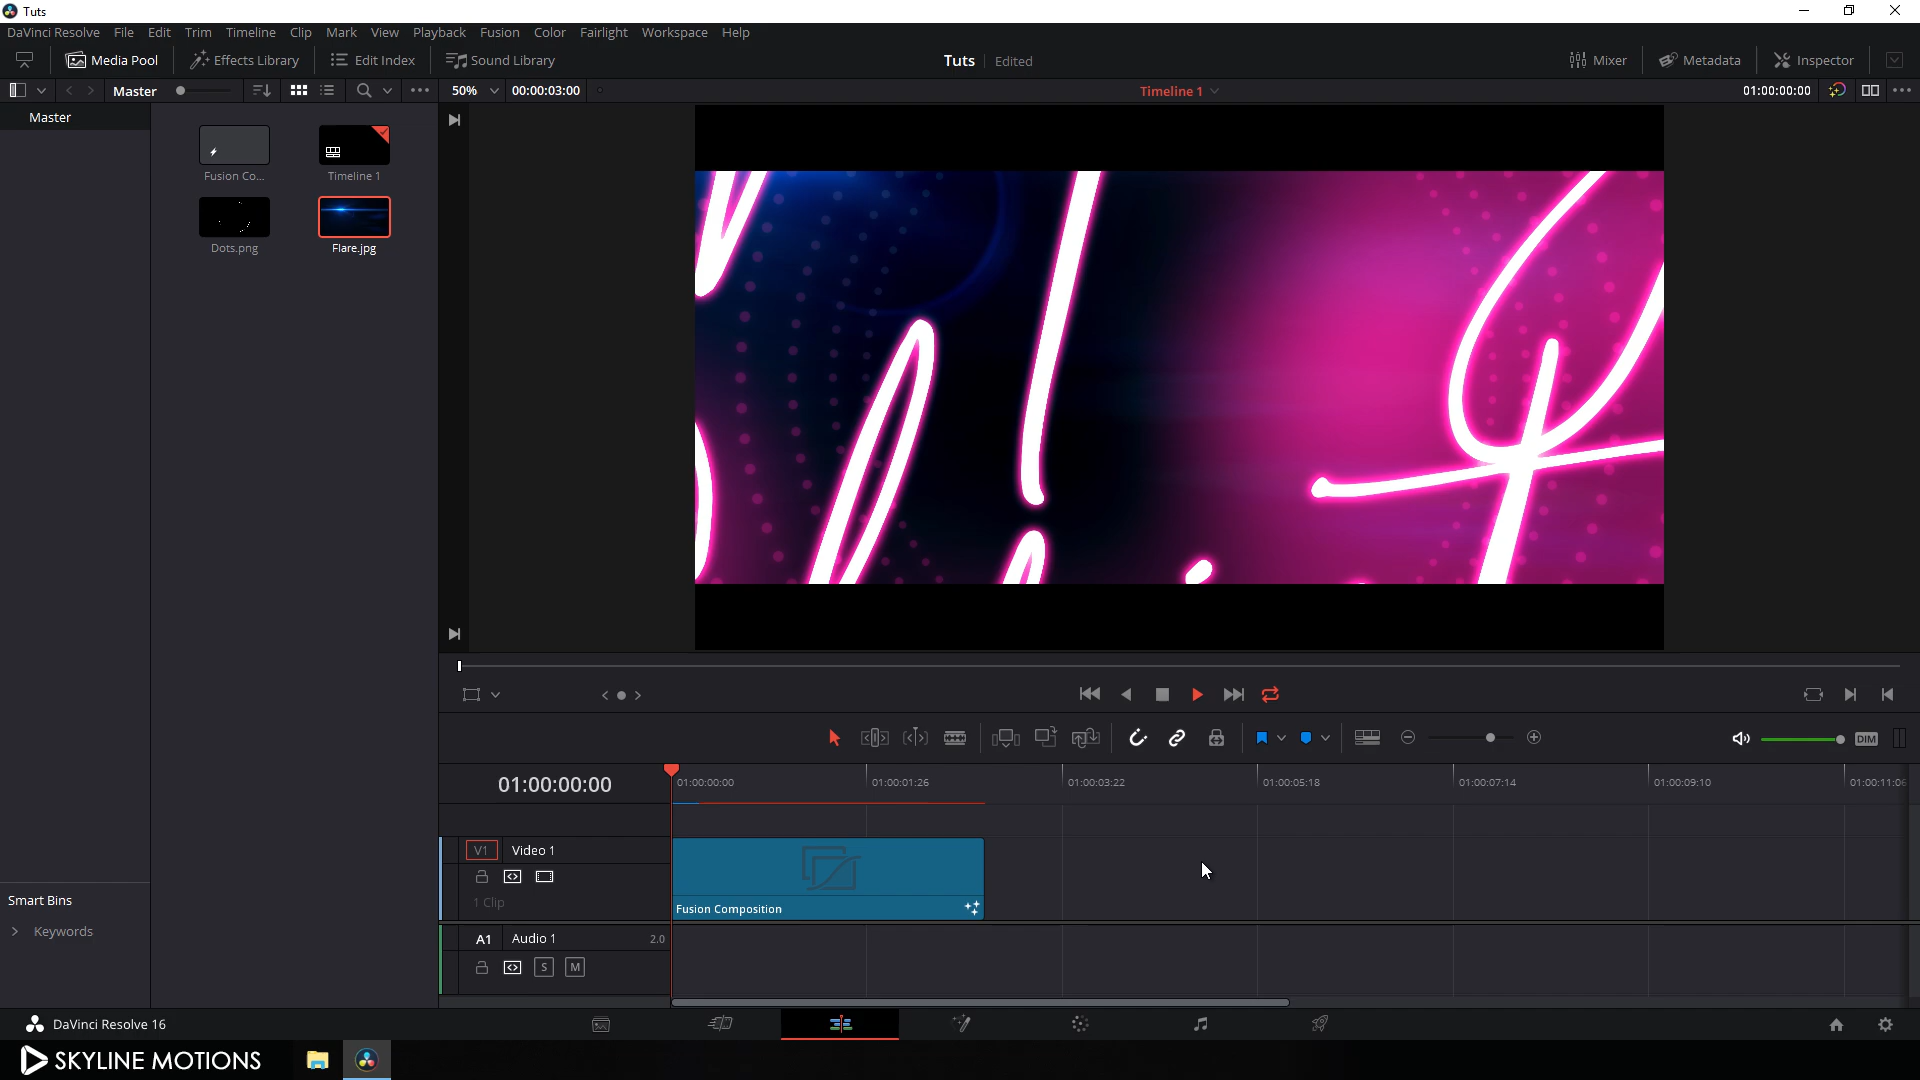 Tuts
DaVinci Resolve File Edit Trim Timeline Clip Mark View Playback Fusion Color Fairlight Workspace Help
Media Pool Effects Library Edit Index Sound Library Tuts Edited Mixer Metadata Inspector
Master 50% 00:00:03:00 Timeline 1 01:00:00:00
Master
Fusion Co... Timeline 1
Dots.png Flare.jpg
DIM
01:00:00:00 01:00:00:00 01:00:01:26 01:00:03:22 01:00:05:18 01:00:07:14 01:00:09:10 01:00:11:06
V1 Video 1
1 Clip
Fusion Composition
A1 Audio 1 2.0
S M
Smart Bins
Keywords
DaVinci Resolve 16
SKYLINE MOTIONS